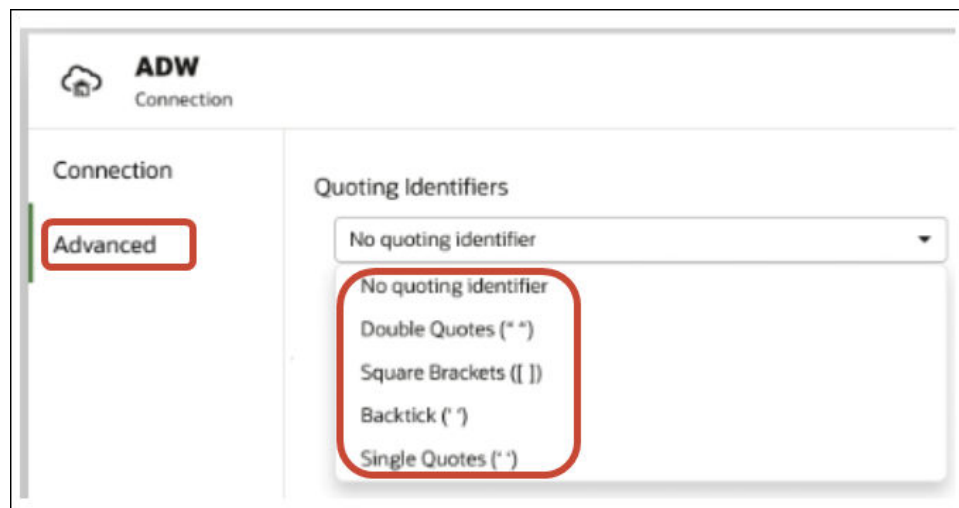 ADW
Connection
Connection
Advanced
Quoting Identifiers
No quoting identifier
No quoting identifier
Double Quotes (“ “)
Square Brackets ([ ])
Backtick (' ')
Single Quotes (‘ ‘)